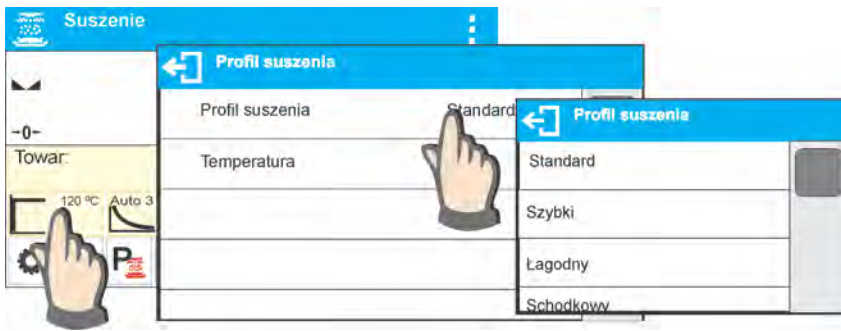 Suszenie
-0-
Towar:
120 ºC
Auto 3
P
Profil suszenia
Profil suszenia Standard
Temperatura
Profil suszenia
Standard
Szybki
Łagodny
Schodkowy